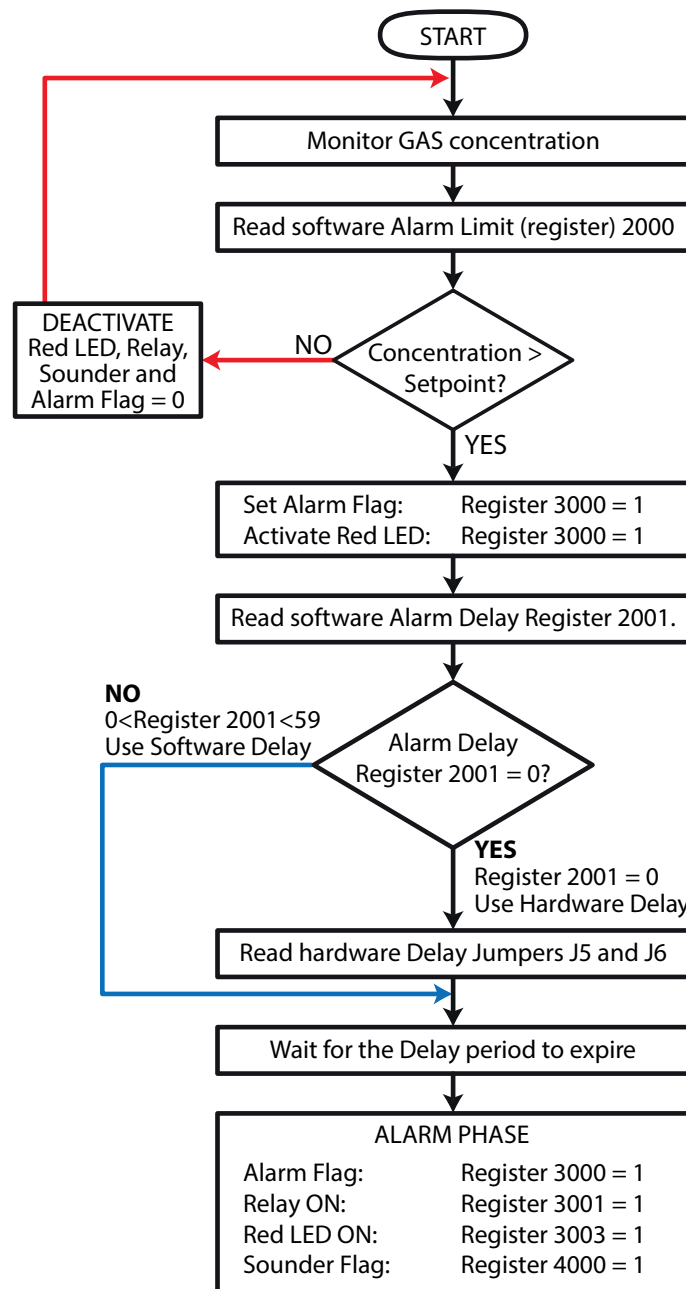 START
Monitor GAS concentration
Read software Alarm Limit (register) 2000
DEACTIVATE
Red LED, Relay,
Sounder and
Alarm Flag = 0
NO
Concentration >
Setpoint?
YES
Set Alarm Flag: Register 3000 = 1
Activate Red LED: Register 3000 = 1
Read software Alarm Delay Register 2001.
NO
0<Register 2001<59
Use Software Delay
Alarm Delay
Register 2001 = 0?
YES
Register 2001 = 0
Use Hardware Delay
Read hardware Delay Jumpers J5 and J6
Wait for the Delay period to expire
ALARM PHASE
Alarm Flag: Register 3000 = 1
Relay ON: Register 3001 = 1
Red LED ON: Register 3003 = 1
Sounder Flag: Register 4000 = 1